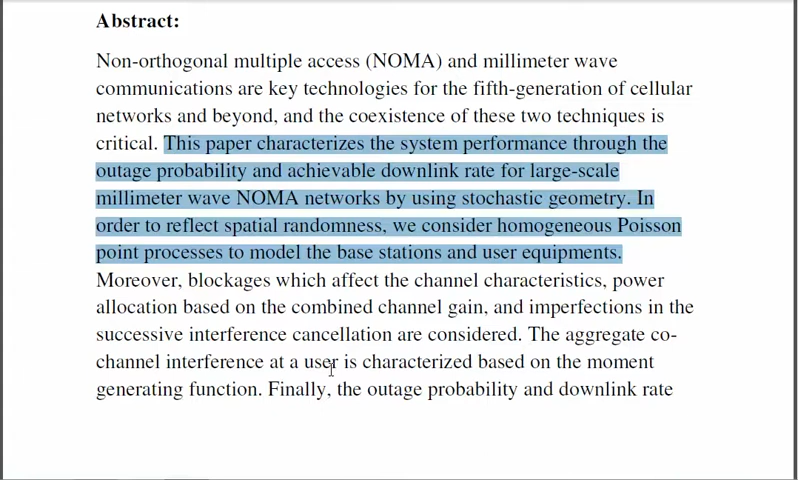 Abstract:
Non-orthogonal multiple access (NOMA) and millimeter wave
communications are key technologies for the fifth-generation of cellular
networks and beyond, and the coexistence of these two techniques is
critical. This paper characterizes the system performance through the
outage probability and achievable downlink rate for large-scale
millimeter wave NOMA networks by using stochastic geometry. In
order to reflect spatial randomness, we consider homogeneous Poisson
point processes to model the base stations and user equipments.
Moreover, blockages which affect the channel characteristics, power
allocation based on the combined channel gain, and imperfections in the
successive interference cancellation are considered. The aggregate co-
channel interference at a user is characterized based on the moment
generating function. Finally, the outage probability and downlink rate